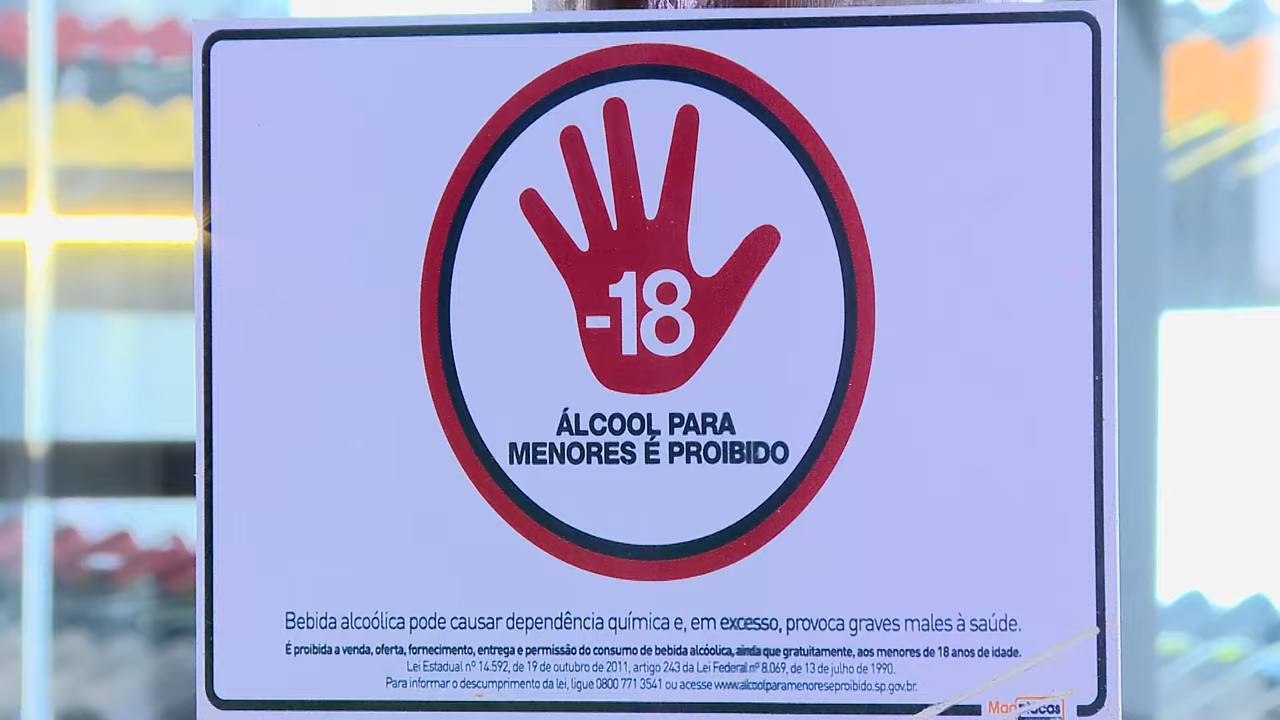 -18
ÁLCOOL PARA
MENORES É PROIBIDO
Bebida alcoólica pode causar dependência química e, em excesso, provoca graves males à saúde.
É proibida a venda, oferta, fornecimento, entrega e permissão do consumo de bebida alcóolica, ainda que gratuitamente, aos menores de 18 anos de idade.
Lei Estadual nº 14.592, de 19 de outubro de 2011, artigo 243 da Lei Federal nº 8.069, de 13 de julho de 1990.
Para informar o descumprimento da lei, ligue 0800 771 3541 ou acesse www.alcoolparamenoreseproibido.sp.gov.br.